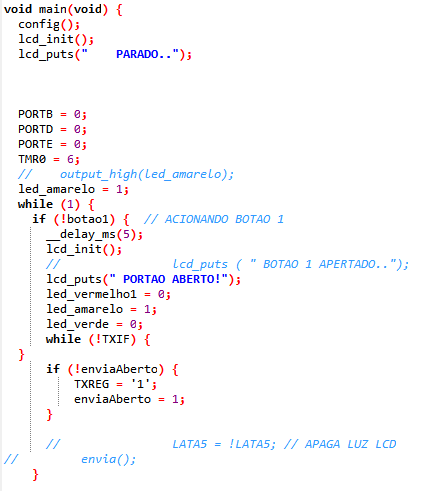 void main(void) {
config();
lcd_init();
lcd_puts("    PARADO..");
PORTB = 0;
PORTD = 0;
PORTE = 0;
TMR0 = 6;
//    output_high(led_amarelo);
led_amarelo = 1;
while (1) {
if (!botao1) {  // ACIONANDO BOTAO 1
__delay_ms(5);
lcd_init();
//                lcd_puts ( " BOTAO 1 APERTADO..");
lcd_puts(" PORTAO ABERTO!");
led_vermelho1 = 0;
led_amarelo = 1;
led_verde = 0;
while (!TXIF) {
}
if (!enviaAberto) {
TXREG = '1';
enviaAberto = 1;
}
//                LATA5 = !LATA5; // APAGA LUZ LCD
//         envia();
}